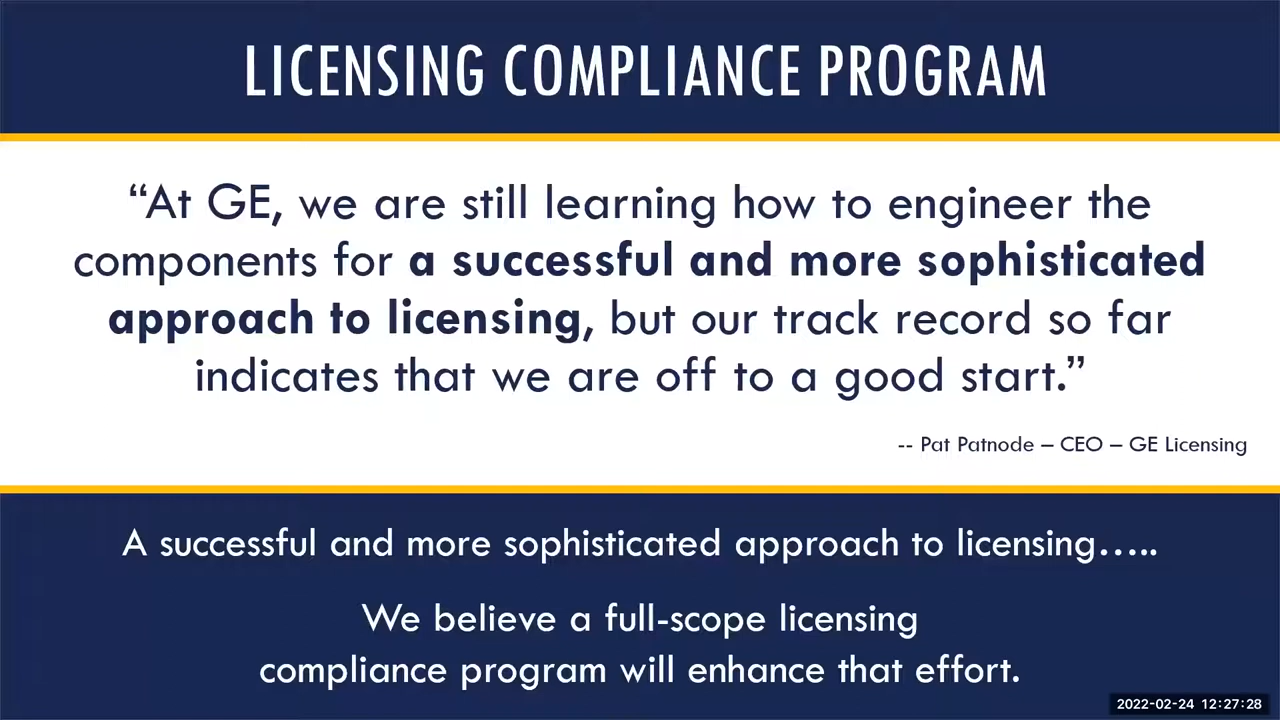 LICENSING COMPLIANCE PROGRAM
“At GE, we are still learning how to engineer the
components for a successful and more sophisticated
approach to licensing, but our track record so far
indicates that we are off to a good start.”
-- Pat Patnode – CEO – GE Licensing
A successful and more sophisticated approach to licensing…..
We believe a full-scope licensing
compliance program will enhance that effort.
2022-02-24 12:27:28